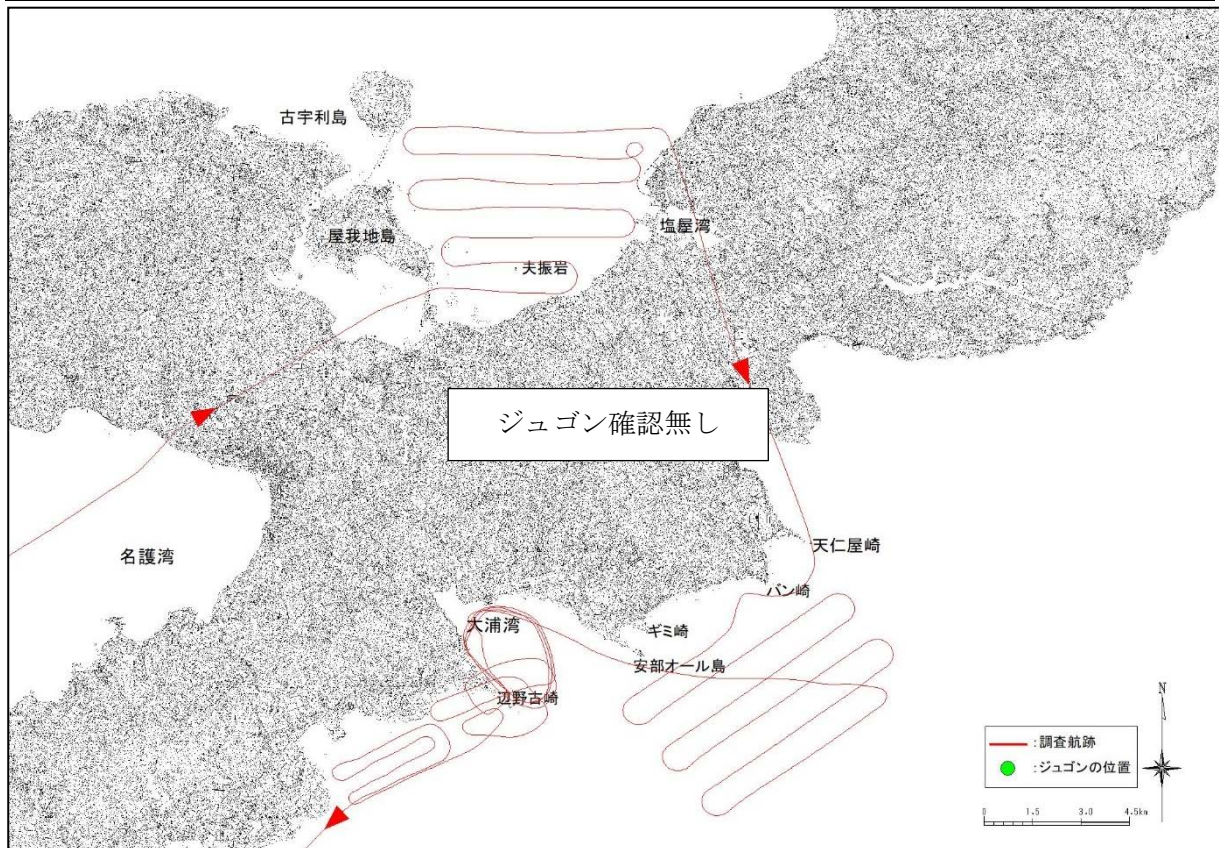 古宇利島
屋我地島
塩屋湾
夫振岩
ジュゴン確認無し
名護湾
天仁屋崎
バン崎
大浦湾
ギミ崎
安部オール島
辺野古崎
N
:調査航跡
:ジュゴンの位置
0 1.5 3.0 4.5km